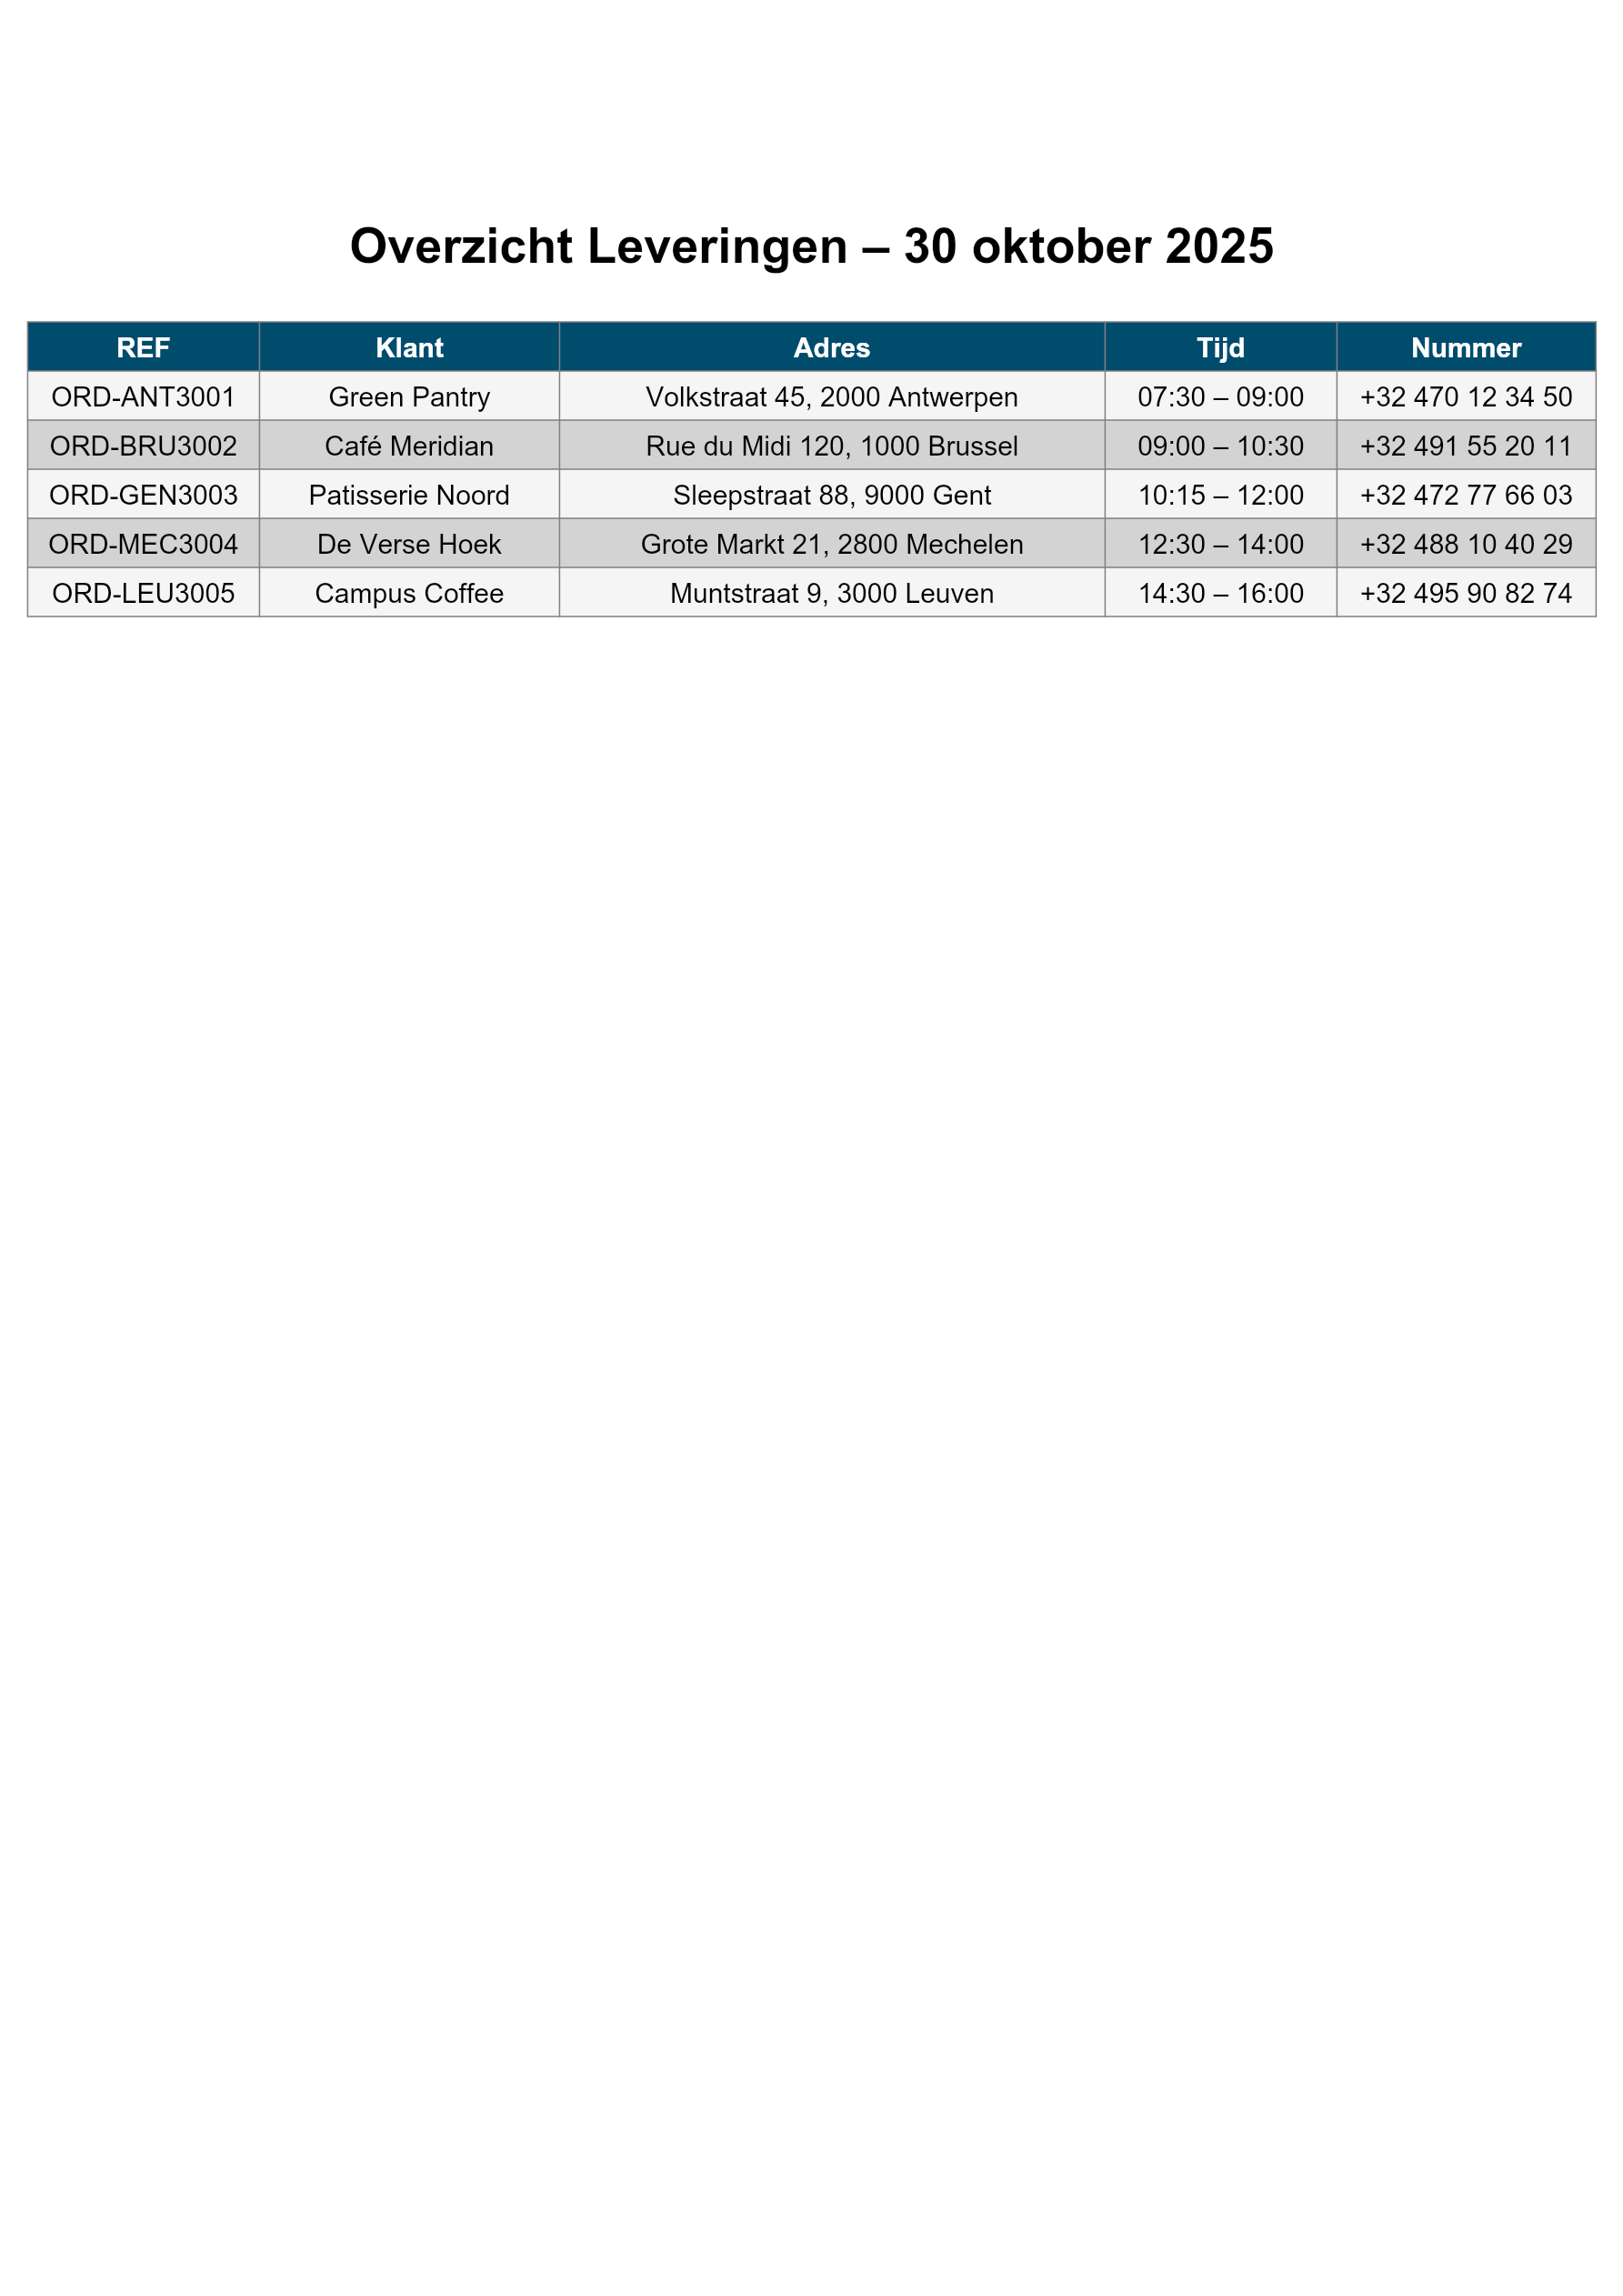 Overzicht Leveringen – 30 oktober 2025
REF Klant Adres Tijd Nummer
ORD-ANT3001 Green Pantry Volkstraat 45, 2000 Antwerpen 07:30 – 09:00 +32 470 12 34 50
ORD-BRU3002 Café Meridian Rue du Midi 120, 1000 Brussel 09:00 – 10:30 +32 491 55 20 11
ORD-GEN3003 Patisserie Noord Sleepstraat 88, 9000 Gent 10:15 – 12:00 +32 472 77 66 03
ORD-MEC3004 De Verse Hoek Grote Markt 21, 2800 Mechelen 12:30 – 14:00 +32 488 10 40 29
ORD-LEU3005 Campus Coffee Muntstraat 9, 3000 Leuven 14:30 – 16:00 +32 495 90 82 74